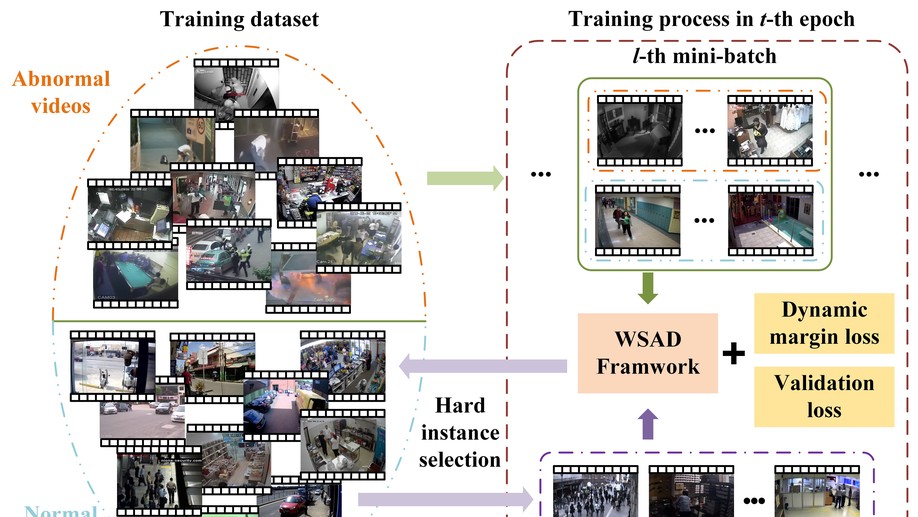 Training dataset
Training process in t-th epoch
l-th mini-batch
Abnormal
videos
WSAD
Framwork
Dynamic
margin loss
Validation
loss
Hard
instance
selection
Normal